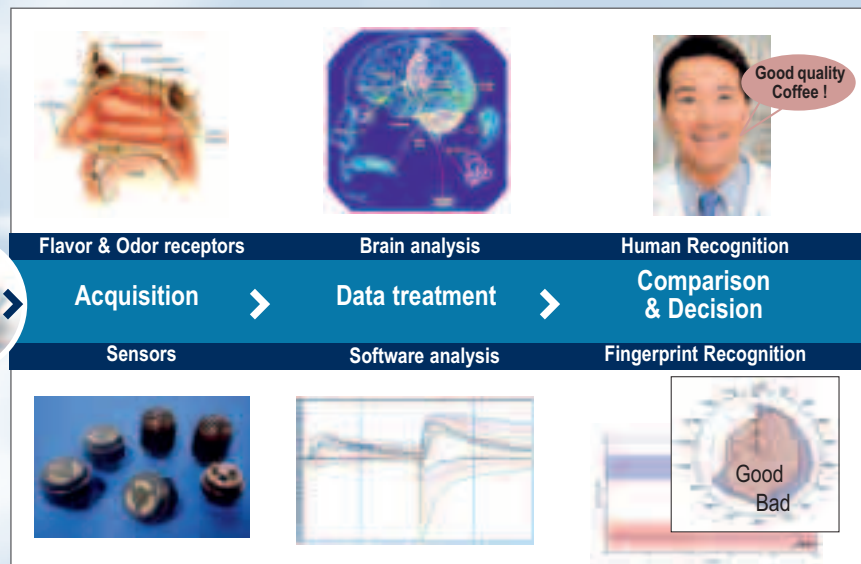 Good quality
Coffee !
Flavor & Odor receptors
Brain analysis
Human Recognition
Acquisition
Data treatment
Comparison
& Decision
Sensors
Software analysis
Fingerprint Recognition
Good
Bad